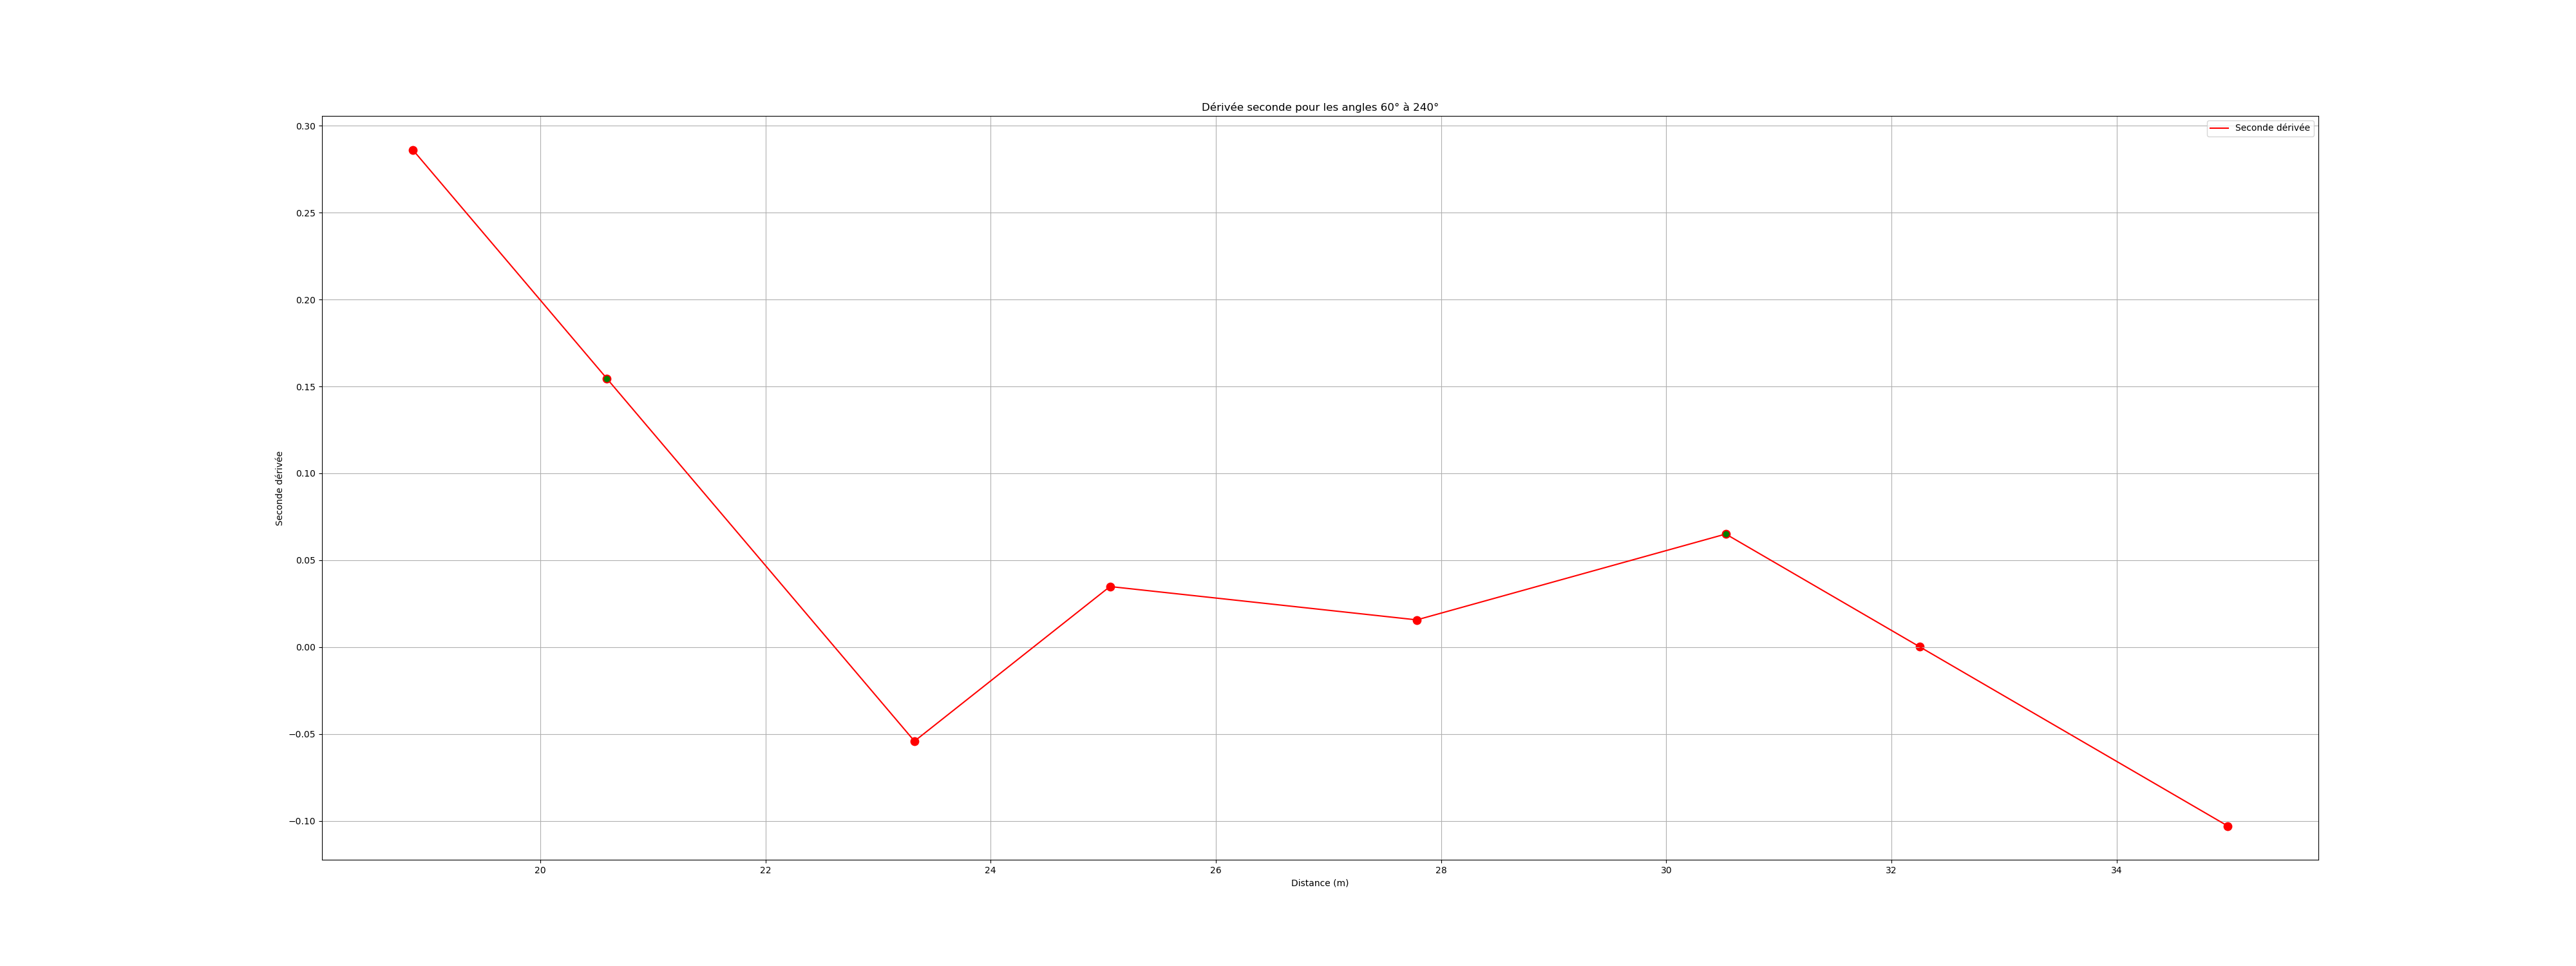 Dérivée seconde pour les angles 60° à 240°
Seconde dérivée
0.30
0.25
0.20
0.15
0.10
0.05
0.00
−0.05
−0.10
Seconde dérivée
20 22 24 26 28 30 32 34
Distance (m)